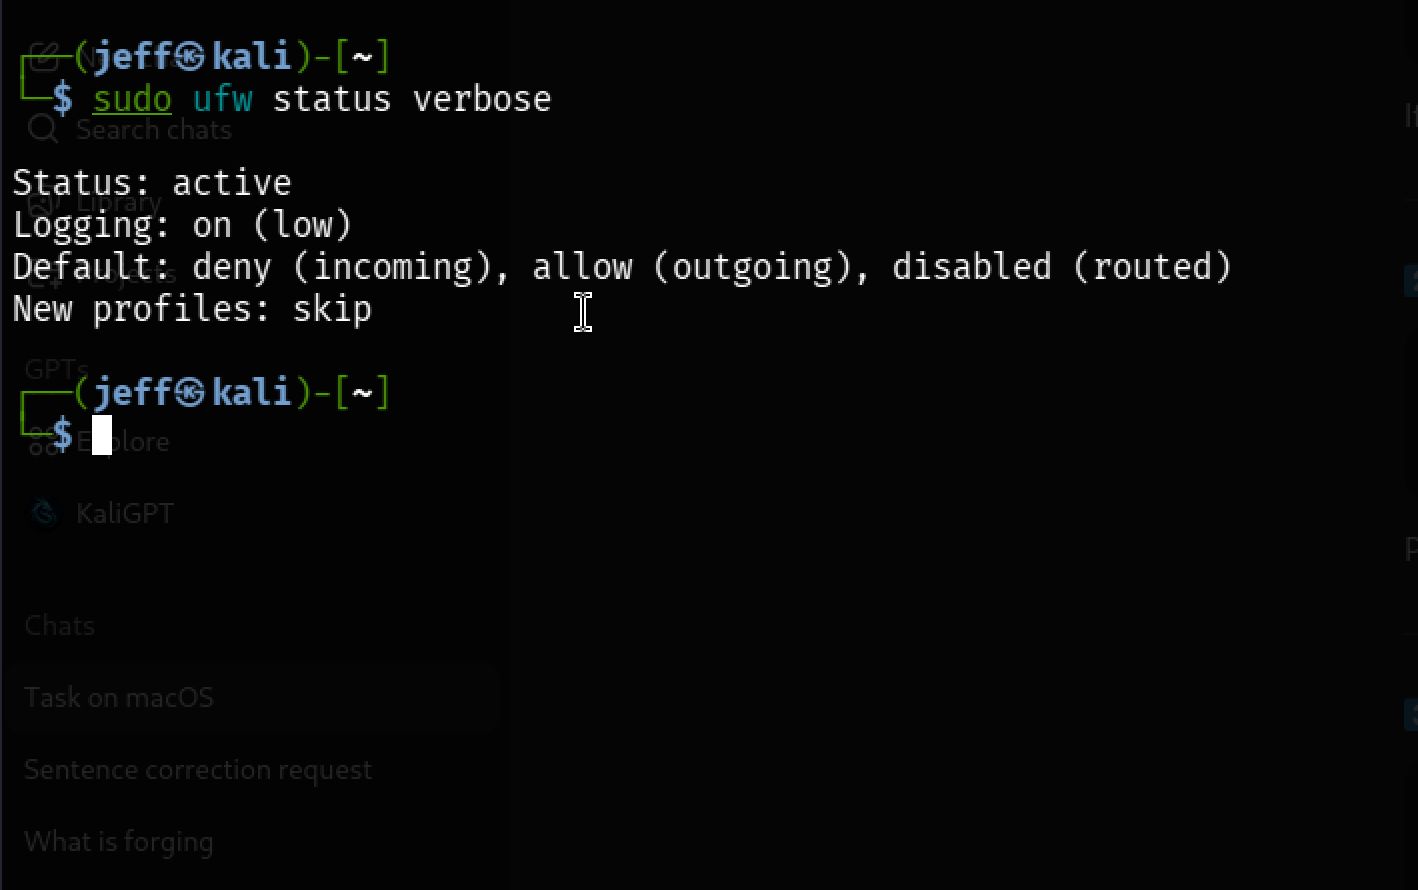 (jeff㉿kali)-[~]
$ sudo ufw status verbose
Search chats
Status: active
Library
Logging: on (low)
Default: deny (incoming), allow (outgoing), disabled (routed)
Projects
New profiles: skip
GPTs
(jeff㉿kali)-[~]
$
Explore
KaliGPT
Chats
Task on macOS
Sentence correction request
What is forging